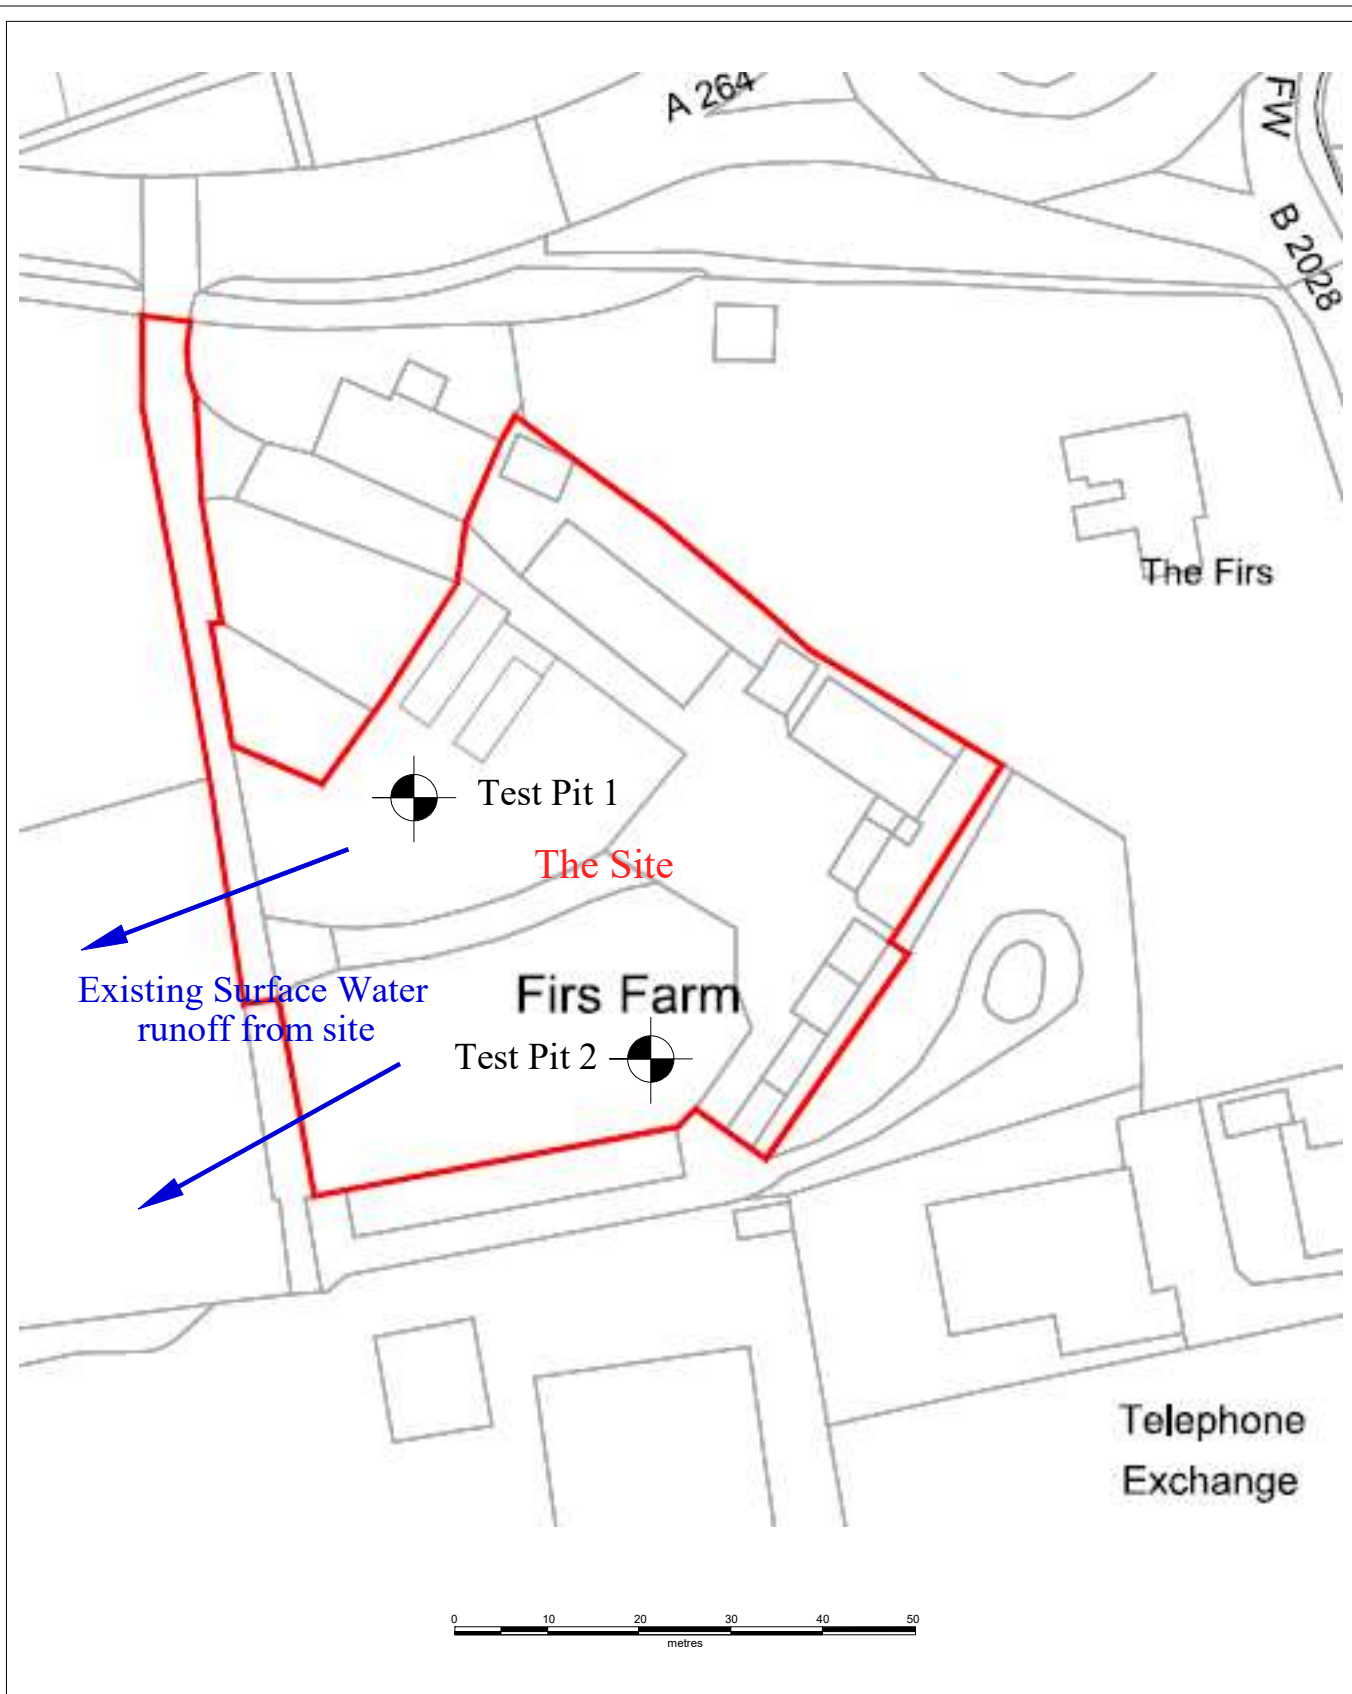 A 264
FW
B 2028
The Firs
Test Pit 1
The Site
Existing Surface Water
runoff from site
Firs Farm
Test Pit 2
Telephone
Exchange
0 10 20 30 40 50
metres